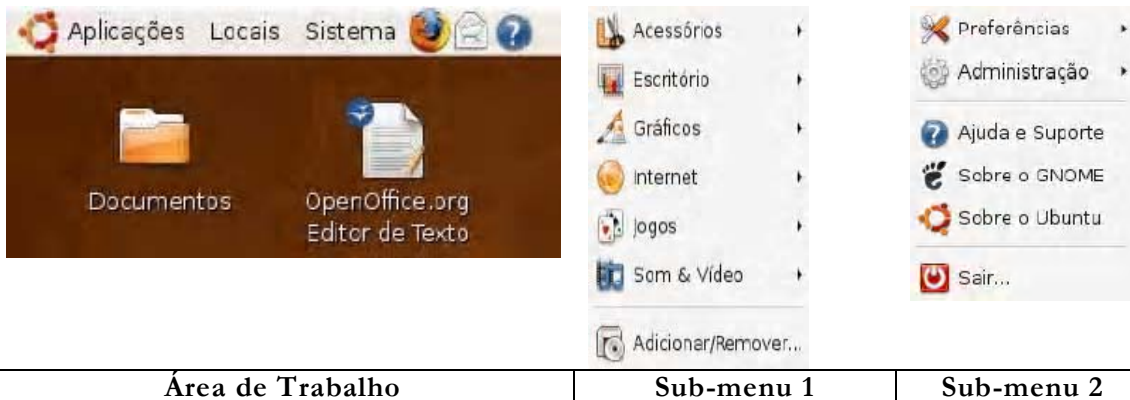 Aplicações Locais Sistema
Documentos
OpenOffice.org
Editor de Texto
Acessórios
Escritório
Gráficos
Internet
Jogos
Som & Vídeo
Adicionar/Remover...
Preferências
Administração
Ajuda e Suporte
Sobre o GNOME
Sobre o Ubuntu
Sair...
Área de Trabalho
Sub-menu 1
Sub-menu 2